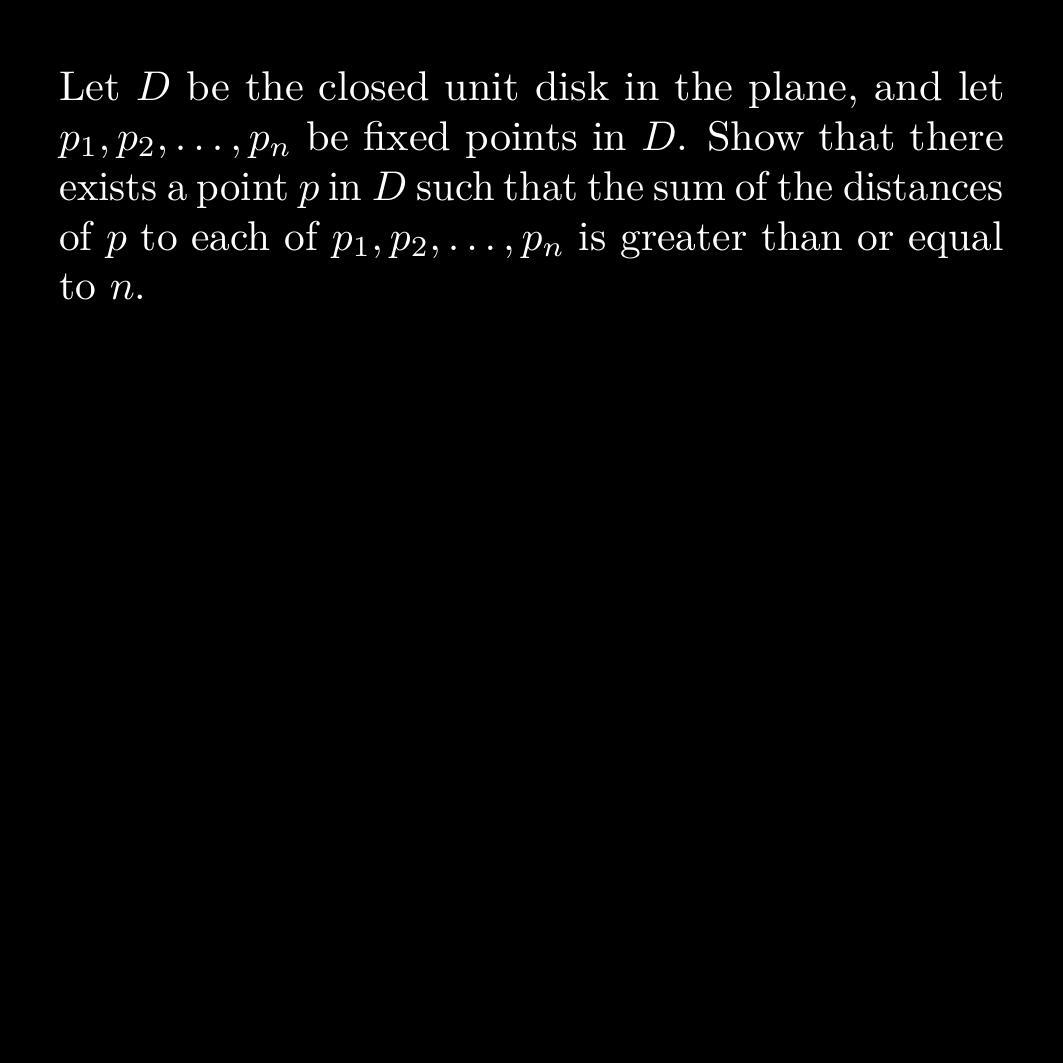 Let $D$ be the closed unit disk in the plane, and let
$p_1, p_2, \ldots, p_n$ be fixed points in $D$. Show that there
exists a point $p$ in $D$ such that the sum of the distances
of $p$ to each of $p_1, p_2, \ldots, p_n$ is greater than or equal
to $n$.